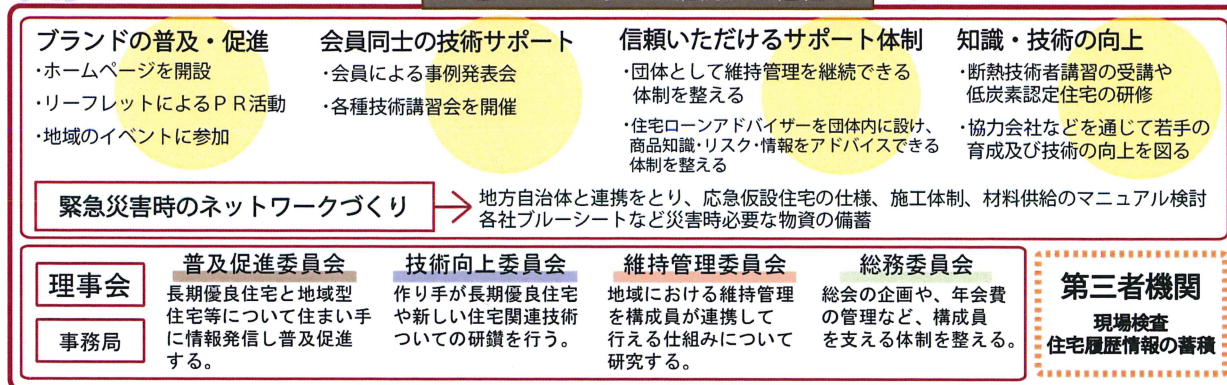 ブランドの普及・促進
・ホームページを開設
・リーフレットによるＰＲ活動
・地域のイベントに参加
会員同士の技術サポート
・会員による事例発表会
・各種技術講習会を開催
信頼いただけるサポート体制
・団体として維持管理を継続できる
体制を整える
・住宅ローンアドバイザーを団体内に設け、
商品知識・リスク・情報をアドバイスできる
体制を整える
知識・技術の向上
・断熱技術者講習の受講や
低炭素認定住宅の研修
・協力会社などを通じて若手の
育成及び技術の向上を図る
緊急災害時のネットワークづくり
地方自治体と連携をとり、応急仮設住宅の仕様、施工体制、材料供給のマニュアル検討
各社ブルーシートなど災害時必要な物資の備蓄
理事会
事務局
普及促進委員会
長期優良住宅と地域型
住宅等について住まい手
に情報発信し普及促進
する。
技術向上委員会
作り手が長期優良住宅
や新しい住宅関連技術
ついての研鑽を行う。
維持管理委員会
地域における維持管理
を構成員が連携して
行える仕組みについて
研究する。
総務委員会
総会の企画や、年会費
の管理など、構成員
を支える体制を整える。
第三者機関
現場検査
住宅履歴情報の蓄積